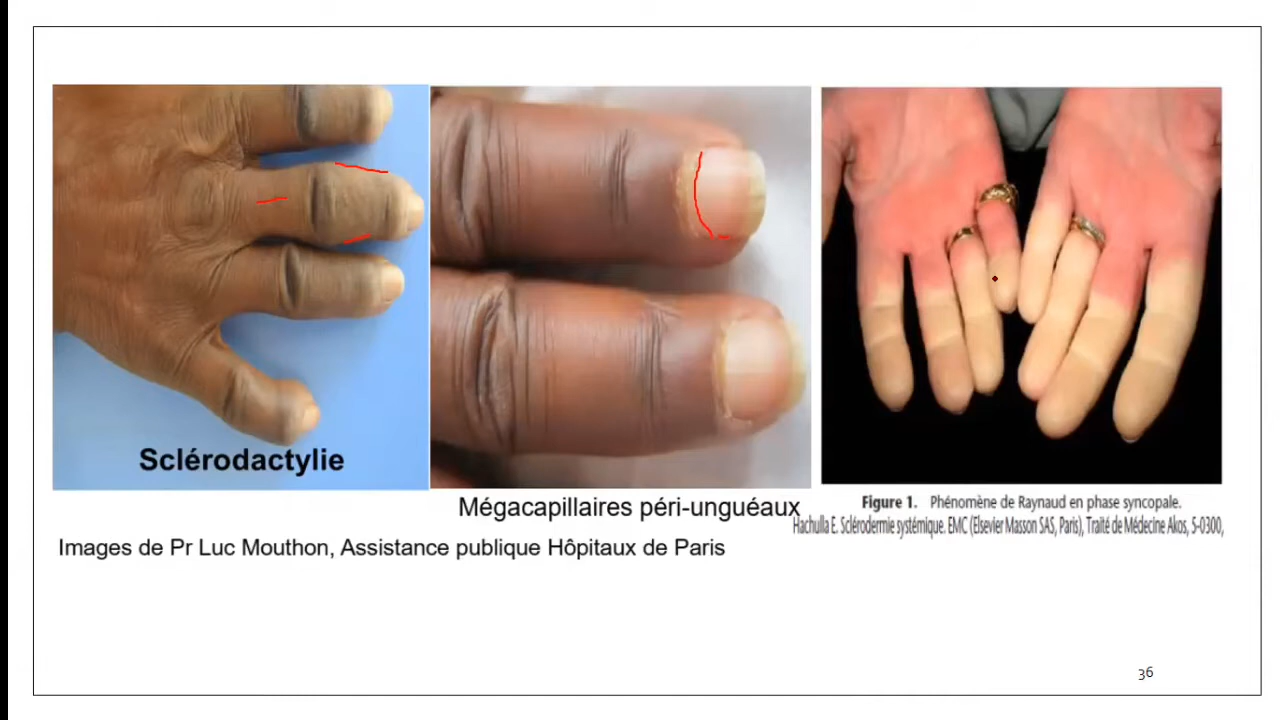 Sclérodactylie
Mégacapillaires péri-unguéaux
Images de Pr Luc Mouthon, Assistance publique Hôpitaux de Paris
Figure 1. Phénomène de Raynaud en phase syncopale.
Hachulla E. Sclérodermie systémique. EMC (Elsevier Masson SAS, Paris), Traité de Médecine Akos, 5-0300,
36